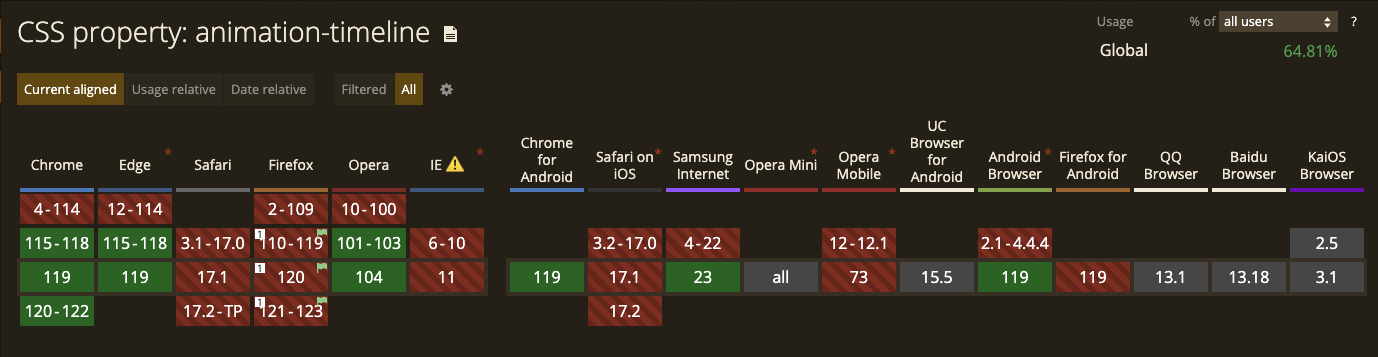 CSS property: animation-timeline
Usage % of all users ?
Global 64.81%
Current aligned Usage relative Date relative Filtered All
Chrome Edge * Safari Firefox Opera IE * Chrome for Android Safari on iOS * Samsung Internet Opera Mini * Opera Mobile * UC Browser for Android Android Browser * Firefox for Android QQ Browser Baidu Browser KaiOS Browser
4-114 12-114 2-109 10-100
115-118 115-118 3.1-17.0 1 110-119 101-103 6-10 3.2-17.0 4-22 12-12.1 2.1-4.4.4 2.5
119 119 17.1 1 120 104 11 119 17.1 23 all 73 15.5 119 119 13.1 13.18 3.1
120-122 17.2-TP 1 121-123 17.2